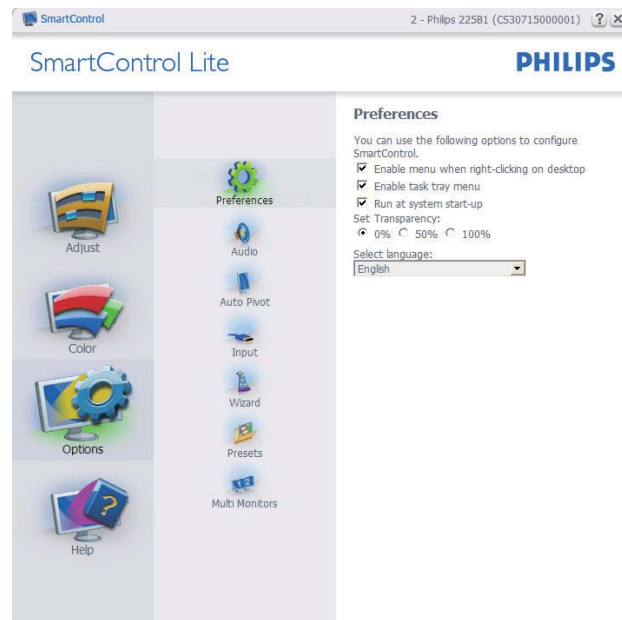 SmartControl
2 - Philips 225B1 (CS30715000001)
?
SmartControl Lite
PHILIPS
Adjust
Color
Options
?
Help
Preferences
Audio
Auto Pivot
Input
Wizard
Presets
1 2
Multi Monitors
Preferences
You can use the following options to configure
SmartControl.
Enable menu when right-clicking on desktop
Enable task tray menu
Run at system start-up
Set Transparency:
0% 50% 100%
Select language:
English